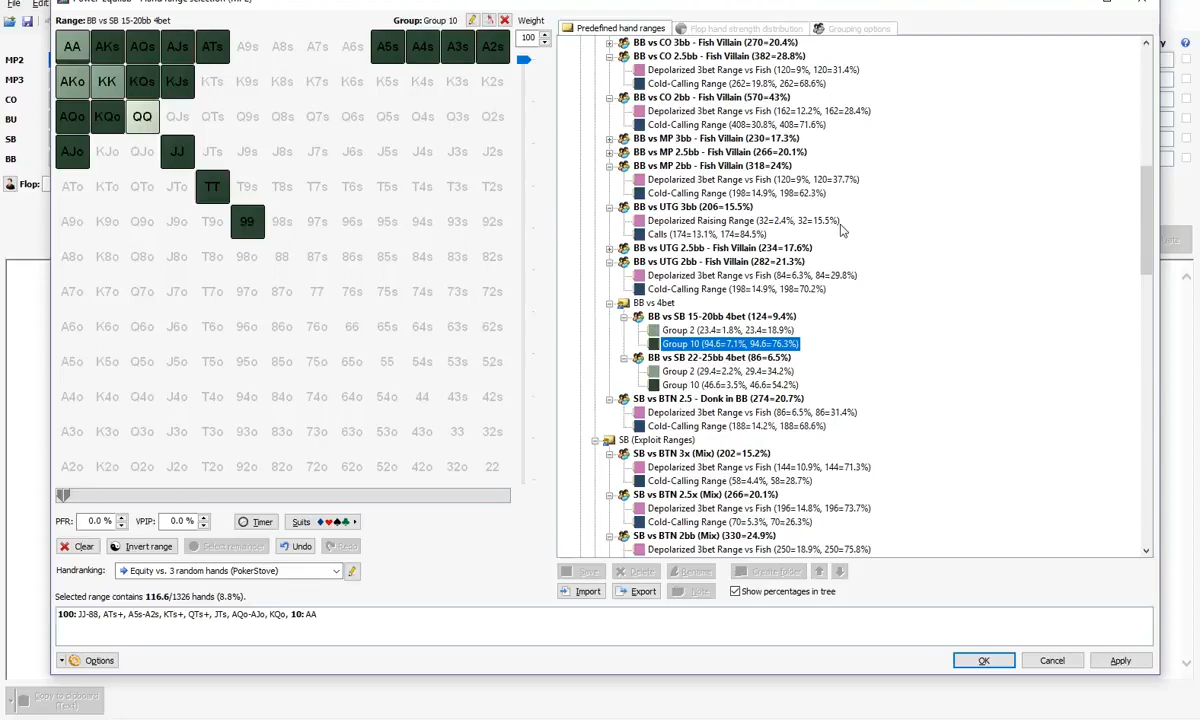 File Edit
Power-Equilab - Hand range selection (MP2)
Range: BB vs SB 15-20bb 4bet Group: Group 10 Weight
100
Predefined hand ranges Flop hand strength distribution Grouping options
MP2
MP3
CO
BU
SB
BB
Flop:
AA AKs AQs AJs ATs A9s A8s A7s A6s A5s A4s A3s A2s
AKo KK KQs KJs KTs K9s K8s K7s K6s K5s K4s K3s K2s
AQo KQo QQ QJs QTs Q9s Q8s Q7s Q6s Q5s Q4s Q3s Q2s
AJo KJo QJo JJ JTs J9s J8s J7s J6s J5s J4s J3s J2s
ATo KTo QTo JTo TT T9s T8s T7s T6s T5s T4s T3s T2s
A9o K9o Q9o J9o T9o 99 98s 97s 96s 95s 94s 93s 92s
A8o K8o Q8o J8o T8o 98o 88 87s 86s 85s 84s 83s 82s
A7o K7o Q7o J7o T7o 97o 87o 77 76s 75s 74s 73s 72s
A6o K6o Q6o J6o T6o 96o 86o 76o 66 65s 64s 63s 62s
A5o K5o Q5o J5o T5o 95o 85o 75o 65o 55 54s 53s 52s
A4o K4o Q4o J4o T4o 94o 84o 74o 64o 54o 44 43s 42s
A3o K3o Q3o J3o T3o 93o 83o 73o 63o 53o 43o 33 32s
A2o K2o Q2o J2o T2o 92o 82o 72o 62o 52o 42o 32o 22
BB vs CO 3bb - Fish Villain (270=20.4%)
BB vs CO 2.5bb - Fish Villain (382=28.8%)
Depolarized 3bet Range vs Fish (120=9%, 120=31.4%)
Cold-Calling Range (262=19.8%, 262=68.6%)
BB vs CO 2bb - Fish Villain (570=43%)
Depolarized 3bet Range vs Fish (162=12.2%, 162=28.4%)
Cold-Calling Range (408=30.8%, 408=71.6%)
BB vs MP 3bb - Fish Villain (230=17.3%)
BB vs MP 2.5bb - Fish Villain (266=20.1%)
BB vs MP 2bb - Fish Villain (318=24%)
Depolarized 3bet Range vs Fish (120=9%, 120=37.7%)
Cold-Calling Range (198=14.9%, 198=62.3%)
BB vs UTG 3bb (206=15.5%)
Depolarized Raising Range (32=2.4%, 32=15.5%)
Calls (174=13.1%, 174=84.5%)
BB vs UTG 2.5bb - Fish Villain (234=17.6%)
BB vs UTG 2bb - Fish Villain (282=21.3%)
Depolarized 3bet Range vs Fish (84=6.3%, 84=29.8%)
Cold-Calling Range (198=14.9%, 198=70.2%)
BB vs 4bet
BB vs SB 15-20bb 4bet (124=9.4%)
Group 2 (23.4=1.8%, 23.4=18.9%)
Group 10 (94.6=7.1%, 94.6=76.3%)
BB vs SB 22-25bb 4bet (86=6.5%)
Group 2 (29.4=2.2%, 29.4=34.2%)
Group 10 (46.6=3.5%, 46.6=54.2%)
SB vs BTN 2.5 - Donk in BB (274=20.7%)
Depolarized 3bet Range vs Fish (86=6.5%, 86=31.4%)
Cold-Calling Range (188=14.2%, 188=68.6%)
SB (Exploit Ranges)
SB vs BTN 3x (Mix) (202=15.2%)
Depolarized 3bet Range vs Fish (144=10.9%, 144=71.3%)
Cold-Calling Range (58=4.4%, 58=28.7%)
SB vs BTN 2.5x (Mix) (266=20.1%)
Depolarized 3bet Range vs Fish (196=14.8%, 196=73.7%)
Cold-Calling Range (70=5.3%, 70=26.3%)
SB vs BTN 2bb (Mix) (330=24.9%)
Depolarized 3bet Range vs Fish (250=18.9%, 250=75.8%)
PFR: 0.0 % VPIP: 0.0 % Timer Suits
Clear Invert range Select remainder Undo Redo
Handranking: Equity vs. 3 random hands (PokerStove)
Save Delete Rename Create folder
Import Export Note Show percentages in tree
Selected range contains 116.6/1326 hands (8.8%).
100: JJ-88, ATs+, A5s-A2s, KTs+, QTs+, JTs, AQo-AJo, KQo, 10: AA
Options OK Cancel Apply
Copy to clipboard
(Text)